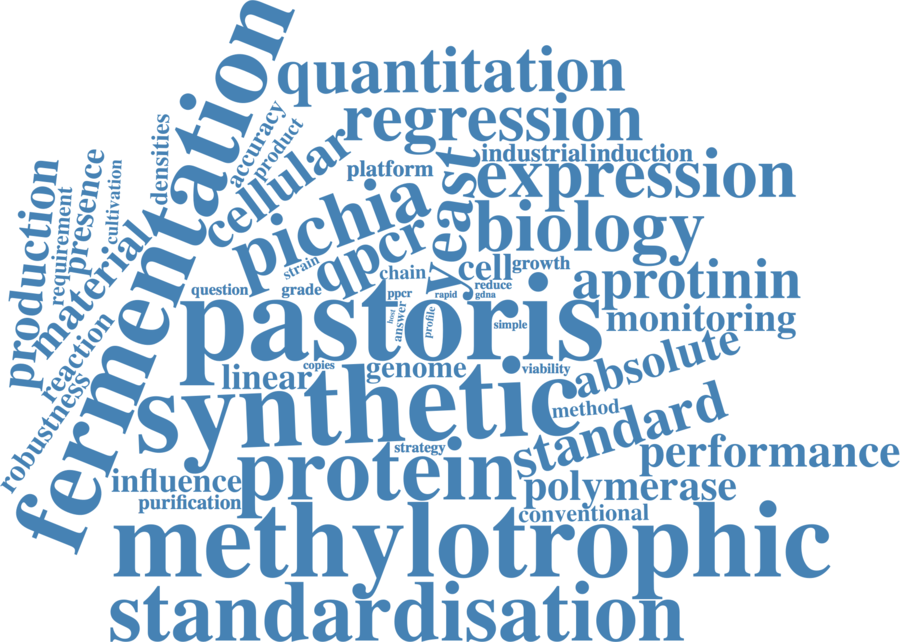 fermentation
quantitation
regression
densities
accuracy
product
cellular
platform
yeast
industrial
induction
expression
production
requirement
presence
cultivation
material
pichia
qpcr
biology
strain
chain
cell
growth
question
grade
ppcr
rapid
reduce
gdna
aprotinin
pastoris
host
answer
profile
simple
monitoring
reaction
robustness
linear
copies
genome
viability
absolute
synthetic
method
standard
strategy
influence
protein
performance
purification
polymerase
conventional
methylotrophic
standardisation